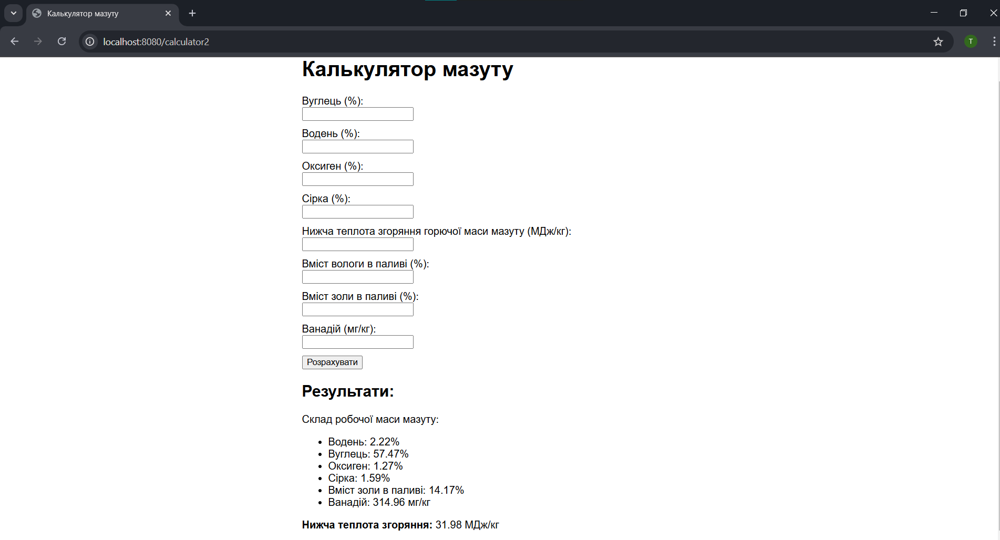 Калькулятор мазуту
localhost:8080/calculator2
T
Калькулятор мазуту
Вуглець (%):
Водень (%):
Оксиген (%):
Сірка (%):
Нижча теплота згоряння горючої маси мазуту (МДж/кг):
Вміст вологи в паливі (%):
Вміст золи в паливі (%):
Ванадій (мг/кг):
Розрахувати
Результати:
Склад робочої маси мазуту:
• Водень: 2.22%
• Вуглець: 57.47%
• Оксиген: 1.27%
• Сірка: 1.59%
• Вміст золи в паливі: 14.17%
• Ванадій: 314.96 мг/кг
Нижча теплота згоряння: 31.98 МДж/кг